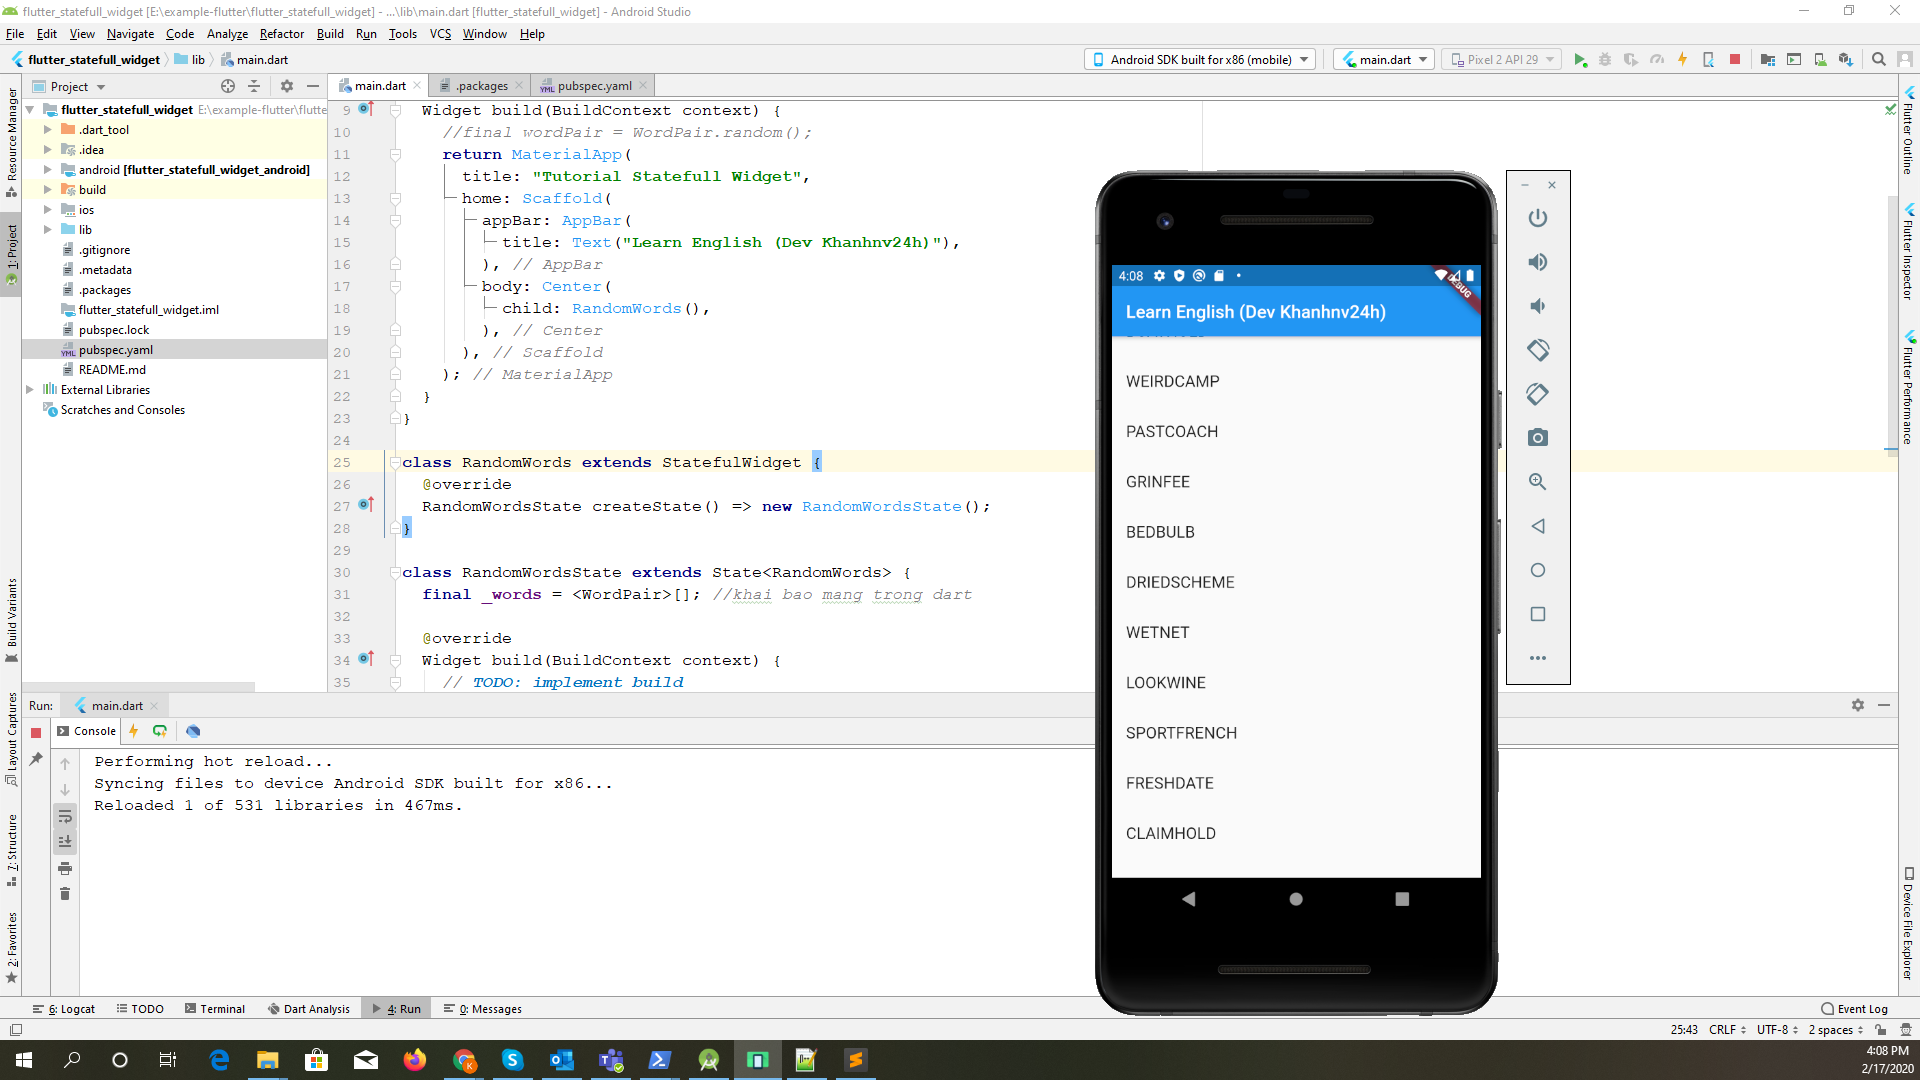 flutter_statefull_widget [E:\example-flutter\flutter_statefull_widget] - ...\lib\main.dart [flutter_statefull_widget] - Android Studio
File Edit View Navigate Code Analyze Refactor Build Run Tools VCS Window Help
flutter_statefull_widget lib main.dart
Android SDK built for x86 (mobile) main.dart Pixel 2 API 29
Project
main.dart .packages pubspec.yaml
Resource Manager
1: Project
Build Variants
Layout Captures
7: Structure
2: Favorites
flutter_statefull_widget E:\example-flutter\flutte
.dart_tool
.idea
android [flutter_statefull_widget_android]
build
ios
lib
.gitignore
.metadata
.packages
flutter_statefull_widget.iml
pubspec.lock
YML pubspec.yaml
README.md
External Libraries
Scratches and Consoles
9 Widget build(BuildContext context) {
10 //final wordPair = WordPair.random();
11 return MaterialApp(
12 title: "Tutorial Statefull Widget",
13 home: Scaffold(
14 appBar: AppBar(
15 title: Text("Learn English (Dev Khanhnv24h)"),
16 ), // AppBar
17 body: Center(
18 child: RandomWords(),
19 ), // Center
20 ), // Scaffold
21 ); // MaterialApp
22 }
23 }
24
25 class RandomWords extends StatefulWidget {
26 @override
27 RandomWordsState createState() => new RandomWordsState();
28 }
29
30 class RandomWordsState extends State<RandomWords> {
31 final _words = <WordPair>[]; //khai bao mang trong dart
32
33 @override
34 Widget build(BuildContext context) {
35 // TODO: implement build
4:08
DEBUG
Learn English (Dev Khanhnv24h)
WEIRDCAMP
PASTCOACH
GRINFEE
BEDBULB
DRIEDSCHEME
WETNET
LOOKWINE
SPORTFRENCH
FRESHDATE
CLAIMHOLD
Flutter Outline
Flutter Inspector
Flutter Performance
Device File Explorer
Run: main.dart
Console
Performing hot reload...
Syncing files to device Android SDK built for x86...
Reloaded 1 of 531 libraries in 467ms.
6: Logcat TODO Terminal Dart Analysis 4: Run 0: Messages Event Log
25:43 CRLF UTF-8 2 spaces
4:08 PM
2/17/2020